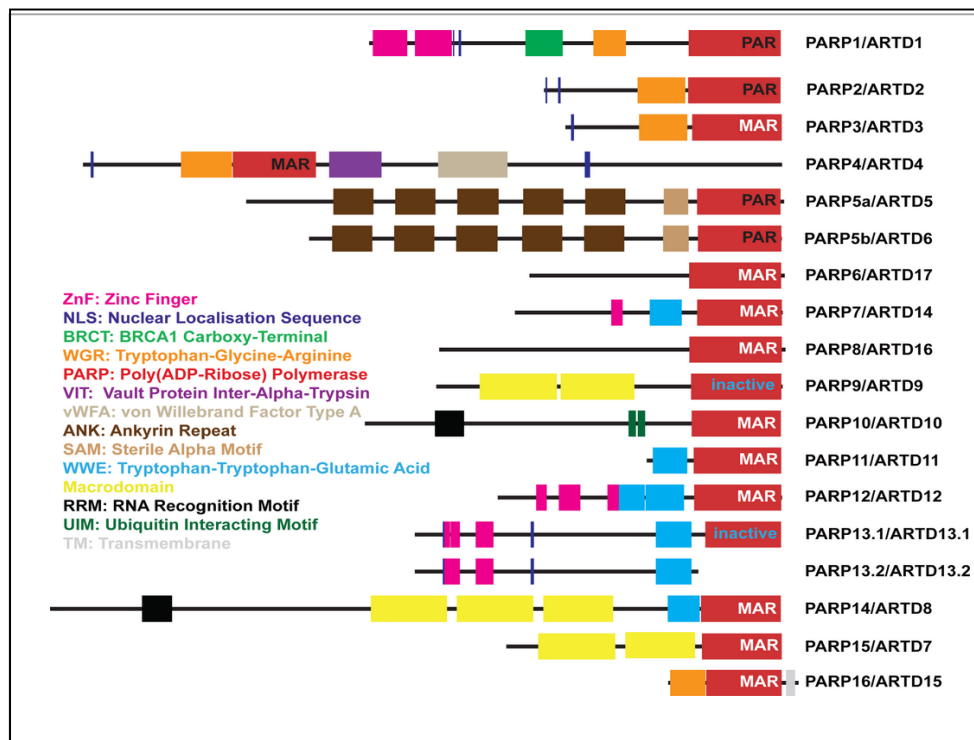 PAR PARP1/ARTD1
PAR PARP2/ARTD2
MAR PARP3/ARTD3
MAR PARP4/ARTD4
PAR PARP5a/ARTD5
PAR PARP5b/ARTD6
MAR PARP6/ARTD17
ZnF: Zinc Finger
NLS: Nuclear Localisation Sequence
BRCT: BRCA1 Carboxy-Terminal
WGR: Tryptophan-Glycine-Arginine
PARP: Poly(ADP-Ribose) Polymerase
VIT: Vault Protein Inter-Alpha-Trypsin
vWFA: von Willebrand Factor Type A
ANK: Ankyrin Repeat
SAM: Sterile Alpha Motif
WWE: Tryptophan-Tryptophan-Glutamic Acid
Macrodomain
RRM: RNA Recognition Motif
UIM: Ubiquitin Interacting Motif
TM: Transmembrane
MAR PARP7/ARTD14
MAR PARP8/ARTD16
inactive PARP9/ARTD9
MAR PARP10/ARTD10
MAR PARP11/ARTD11
MAR PARP12/ARTD12
inactive PARP13.1/ARTD13.1
PARP13.2/ARTD13.2
MAR PARP14/ARTD8
MAR PARP15/ARTD7
MAR PARP16/ARTD15